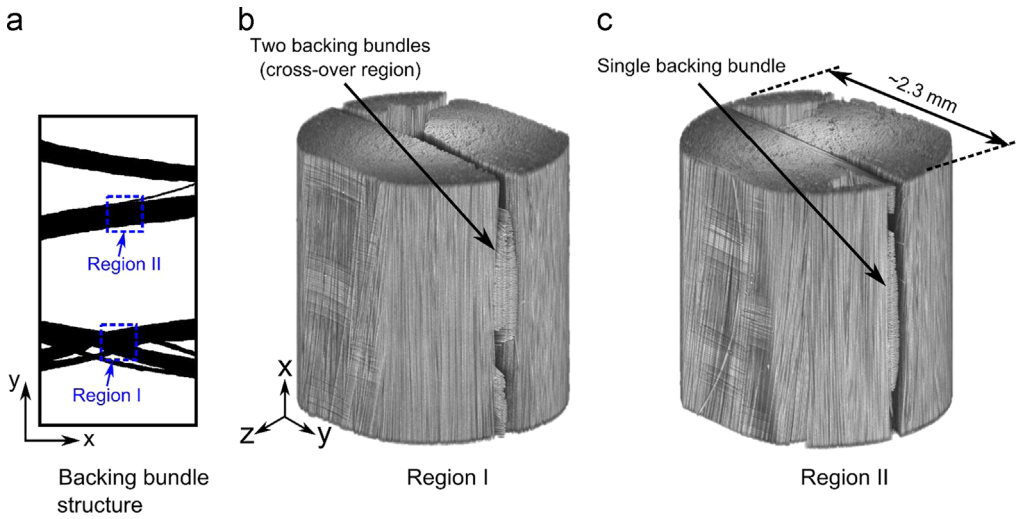 a
Region II
Region I
y
x
Backing bundle
structure
b
Two backing bundles
(cross-over region)
x
z
y
Region I
c
Single backing bundle
~2.3 mm
Region II